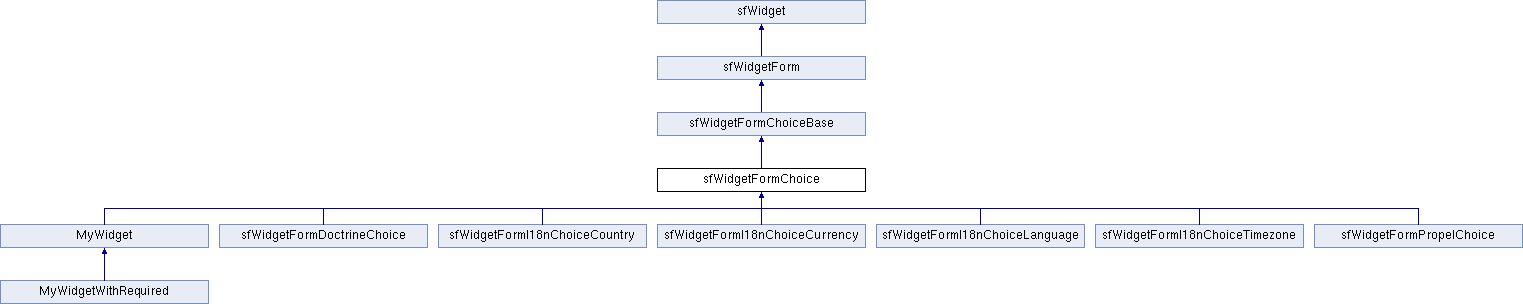 sfWidget
sfWidgetForm
sfWidgetFormChoiceBase
sfWidgetFormChoice
MyWidget
sfWidgetFormDoctrineChoice
sfWidgetFormI18nChoiceCountry
sfWidgetFormI18nChoiceCurrency
sfWidgetFormI18nChoiceLanguage
sfWidgetFormI18nChoiceTimezone
sfWidgetFormPropelChoice
MyWidgetWithRequired